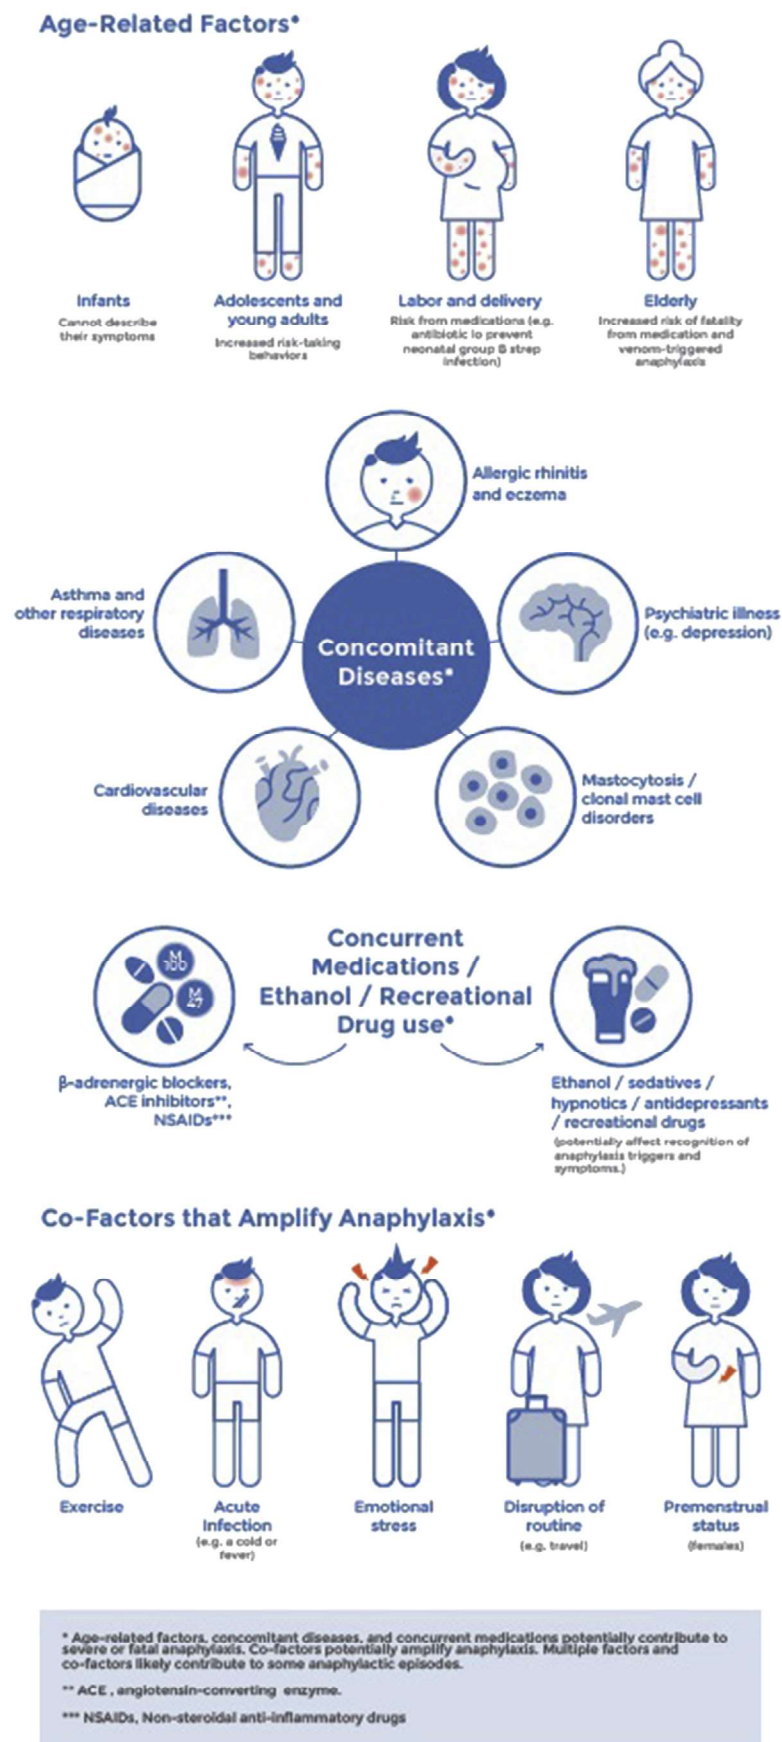 Age-Related Factors*
Infants
Cannot describe
their symptoms
Adolescents and
young adults
Increased risk-taking
behaviors
Labor and delivery
Risk from medications (e.g.
antibiotic to prevent
neonatal group B strep
infection)
Elderly
Increased risk of fatality
from medication and
venom-triggered
anaphylaxis
Allergic rhinitis
and eczema
Asthma and
other respiratory
diseases
Concomitant
Diseases*
Psychiatric illness
(e.g. depression)
Cardiovascular
diseases
Mastocytosis /
clonal mast cell
disorders
Concurrent
Medications /
Ethanol / Recreational
Drug use*
M
100
M
47
β-adrenergic blockers,
ACE inhibitors**,
NSAIDs***
Ethanol / sedatives /
hypnotics / antidepressants
/ recreational drugs
(potentially affect recognition of
anaphylaxis triggers and
symptoms.)
Co-Factors that Amplify Anaphylaxis*
Exercise
Acute
Infection
(e.g. a cold or
fever)
Emotional
stress
Disruption of
routine
(e.g. travel)
Premenstrual
status
(females)
* Age-related factors, concomitant diseases, and concurrent medications potentially contribute to
severe or fatal anaphylaxis. Co-factors potentially amplify anaphylaxis. Multiple factors and
co-factors likely contribute to some anaphylactic episodes.
** ACE , angiotensin-converting enzyme.
*** NSAIDs, Non-steroidal anti-inflammatory drugs